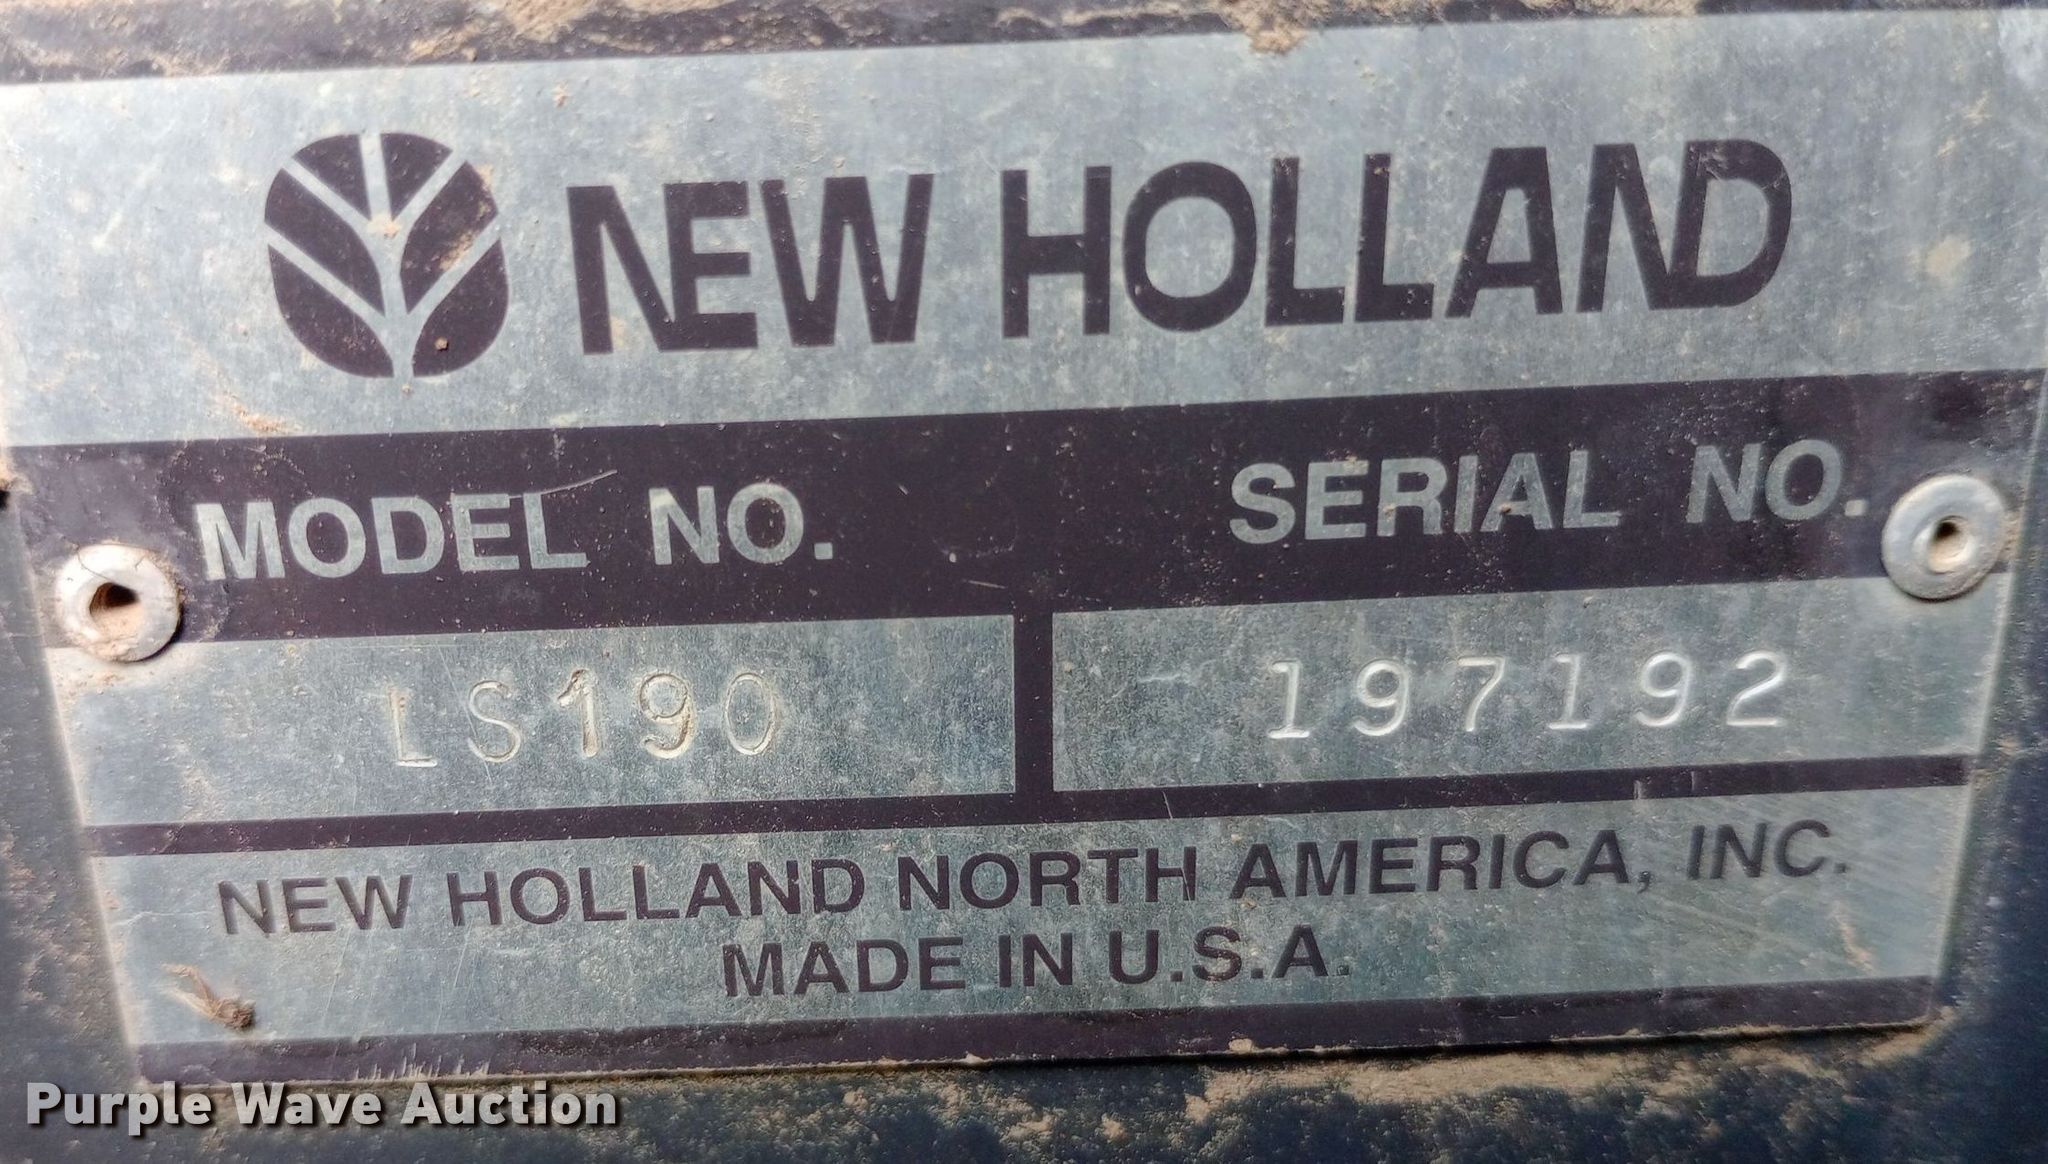 NEW HOLLAND
MODEL NO. SERIAL NO.
LS190 197192
NEW HOLLAND NORTH AMERICA, INC.
MADE IN U.S.A.
Purple Wave Auction